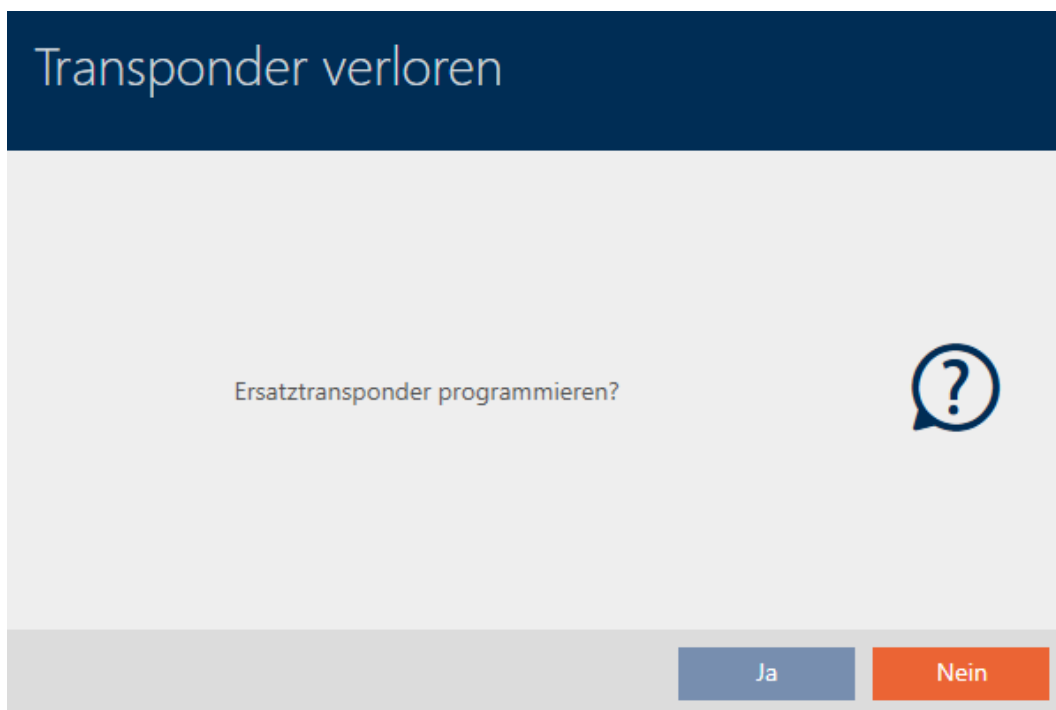 Transponder verloren
Ersatztransponder programmieren?
?
Ja
Nein